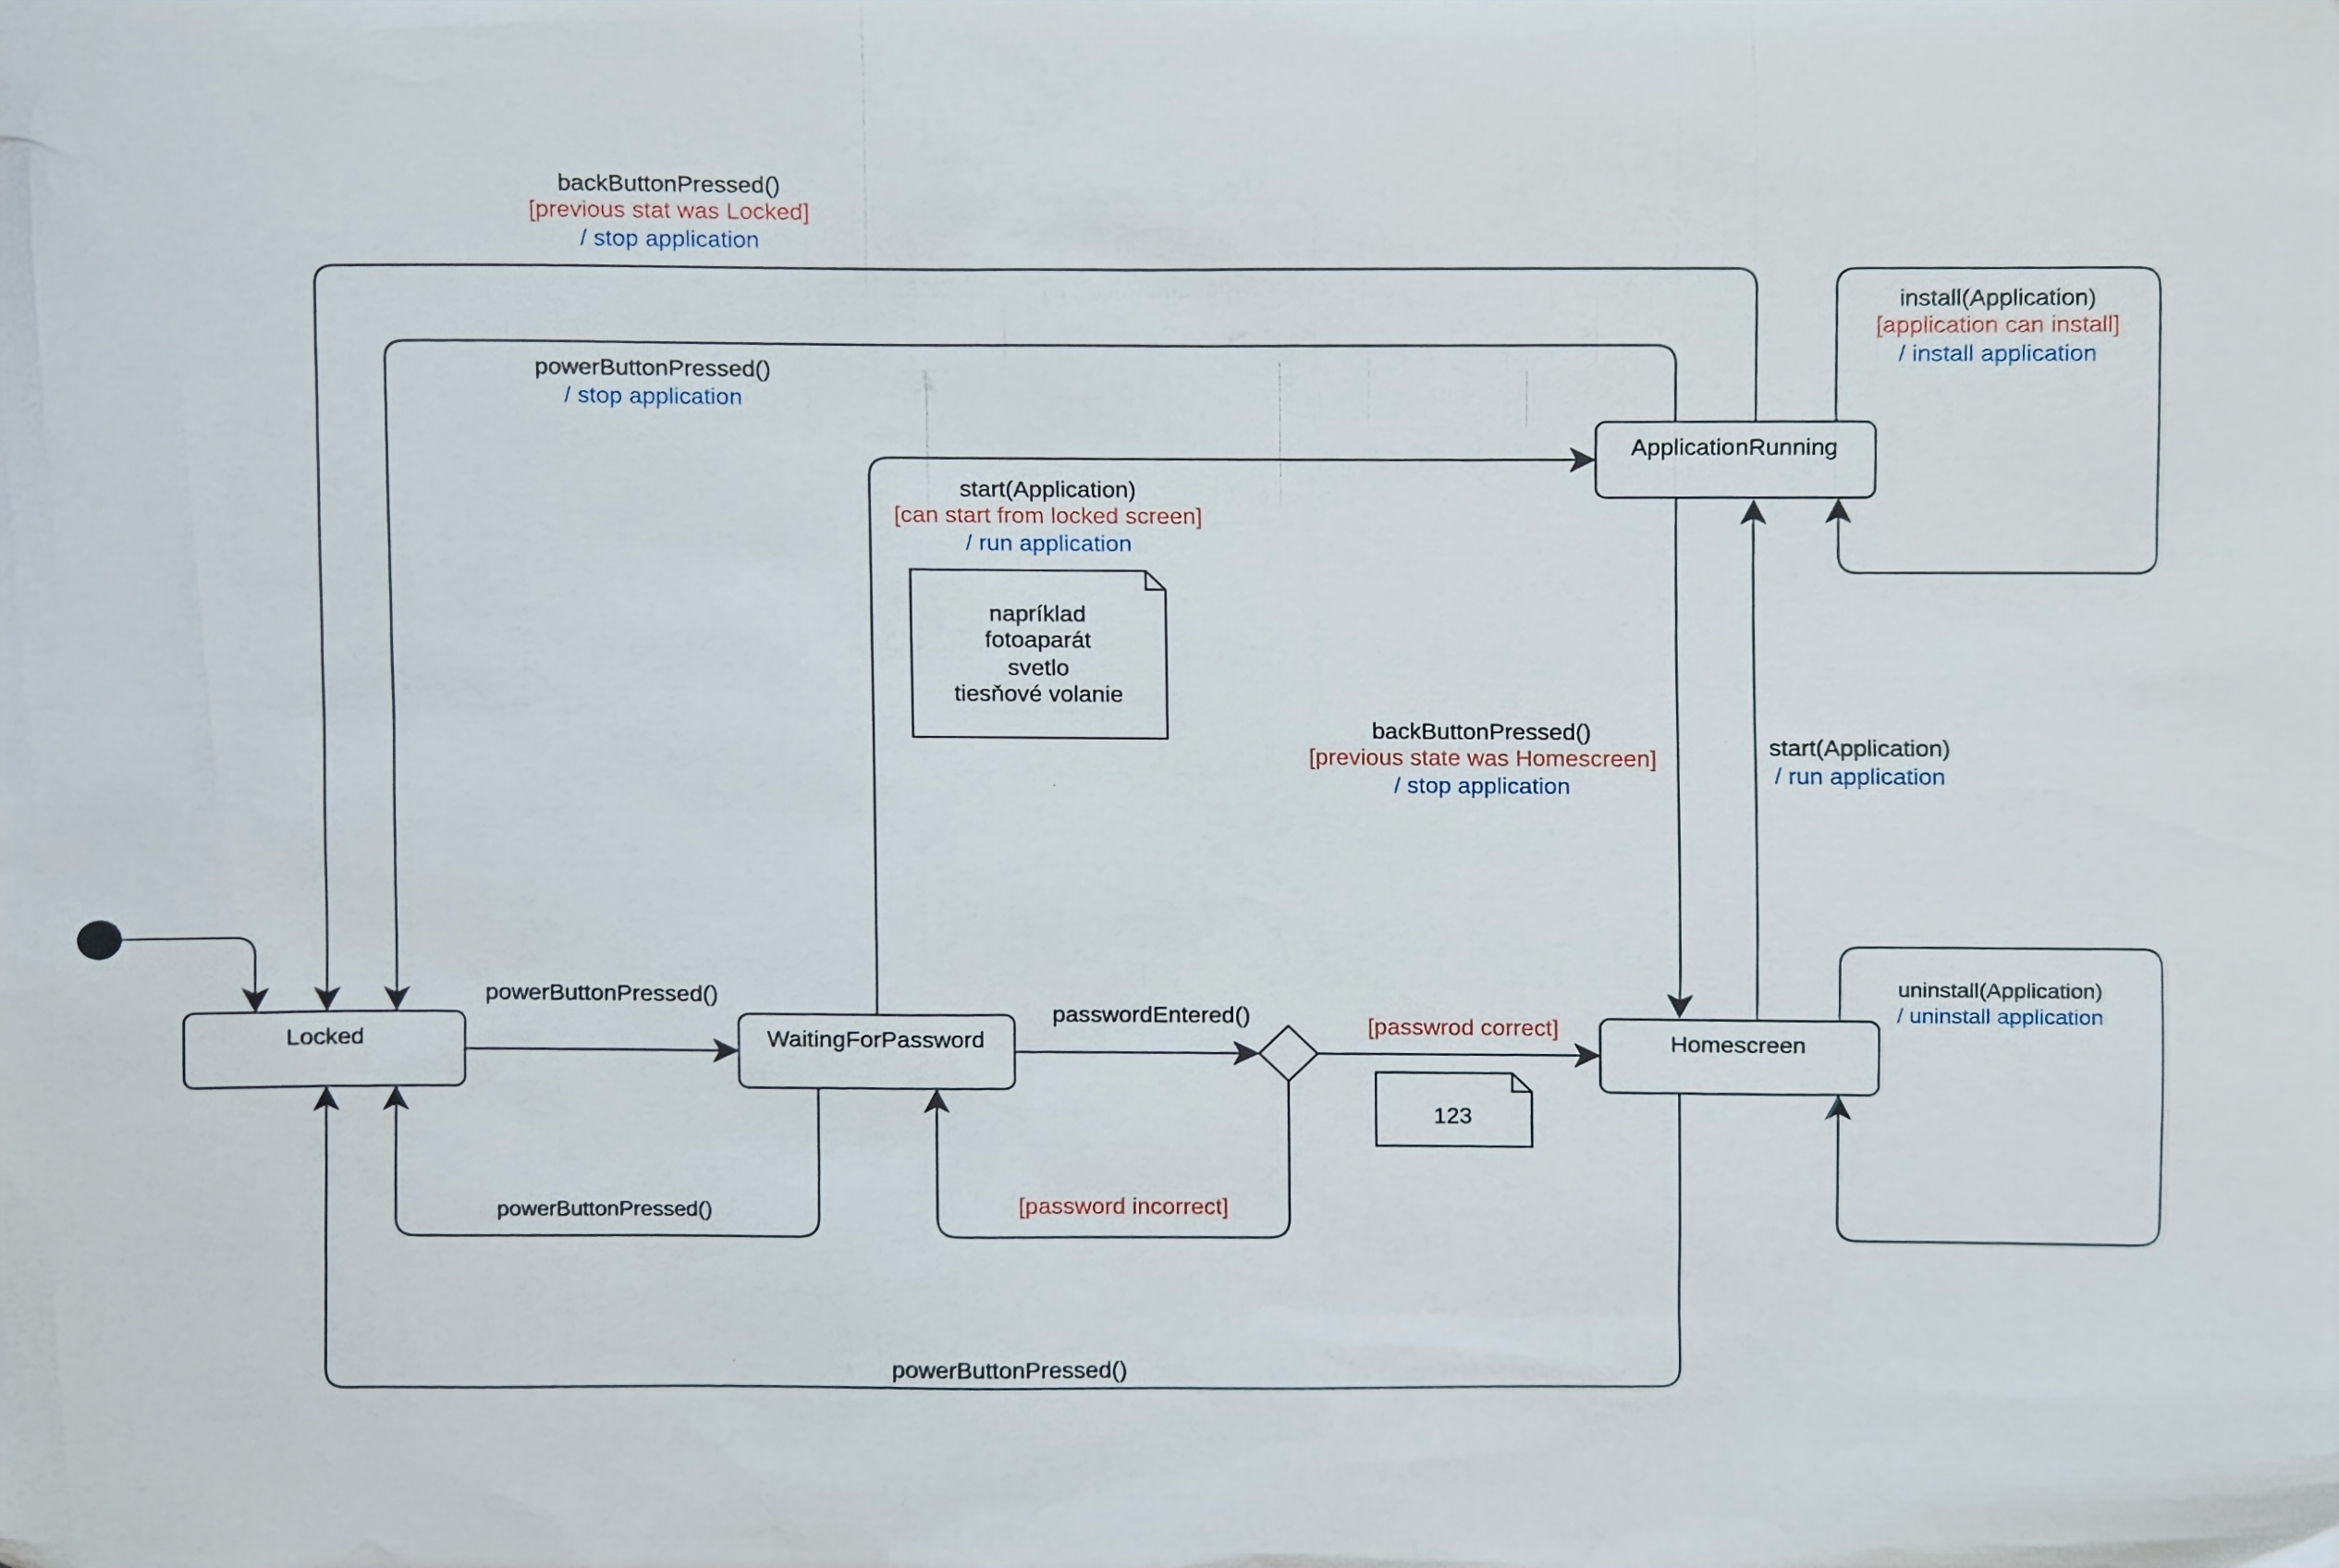 backButtonPressed()
[previous stat was Locked]
/ stop application
install(Application)
[application can install]
/ install application
powerButtonPressed()
/ stop application
ApplicationRunning
start(Application)
[can start from locked screen]
/ run application
napríklad
fotoaparát
svetlo
tiesňové volanie
backButtonPressed()
[previous state was Homescreen]
/ stop application
start(Application)
/ run application
powerButtonPressed()
Locked
WaitingForPassword
passwordEntered()
[passwrod correct]
123
Homescreen
uninstall(Application)
/ uninstall application
powerButtonPressed()
[password incorrect]
powerButtonPressed()